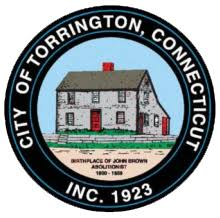 CITY OF TORRINGTON, CONNECTICUT
BIRTHPLACE OF JOHN BROWN
ABOLITIONIST
1800 - 1859
INC. 1923